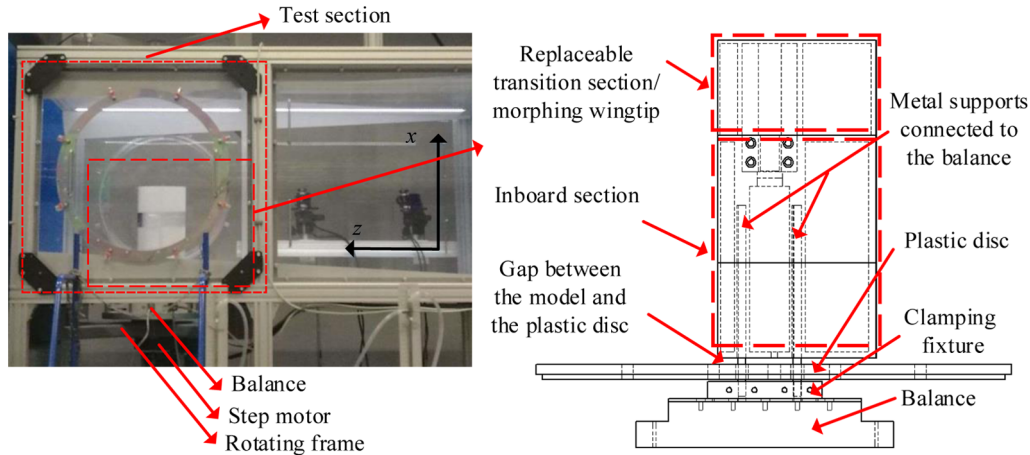 Test section
x
z
Balance
Step motor
Rotating frame
Replaceable
transition section/
morphing wingtip
Inboard section
Gap between
the model and
the plastic disc
Metal supports
connected to
the balance
Plastic disc
Clamping
fixture
Balance